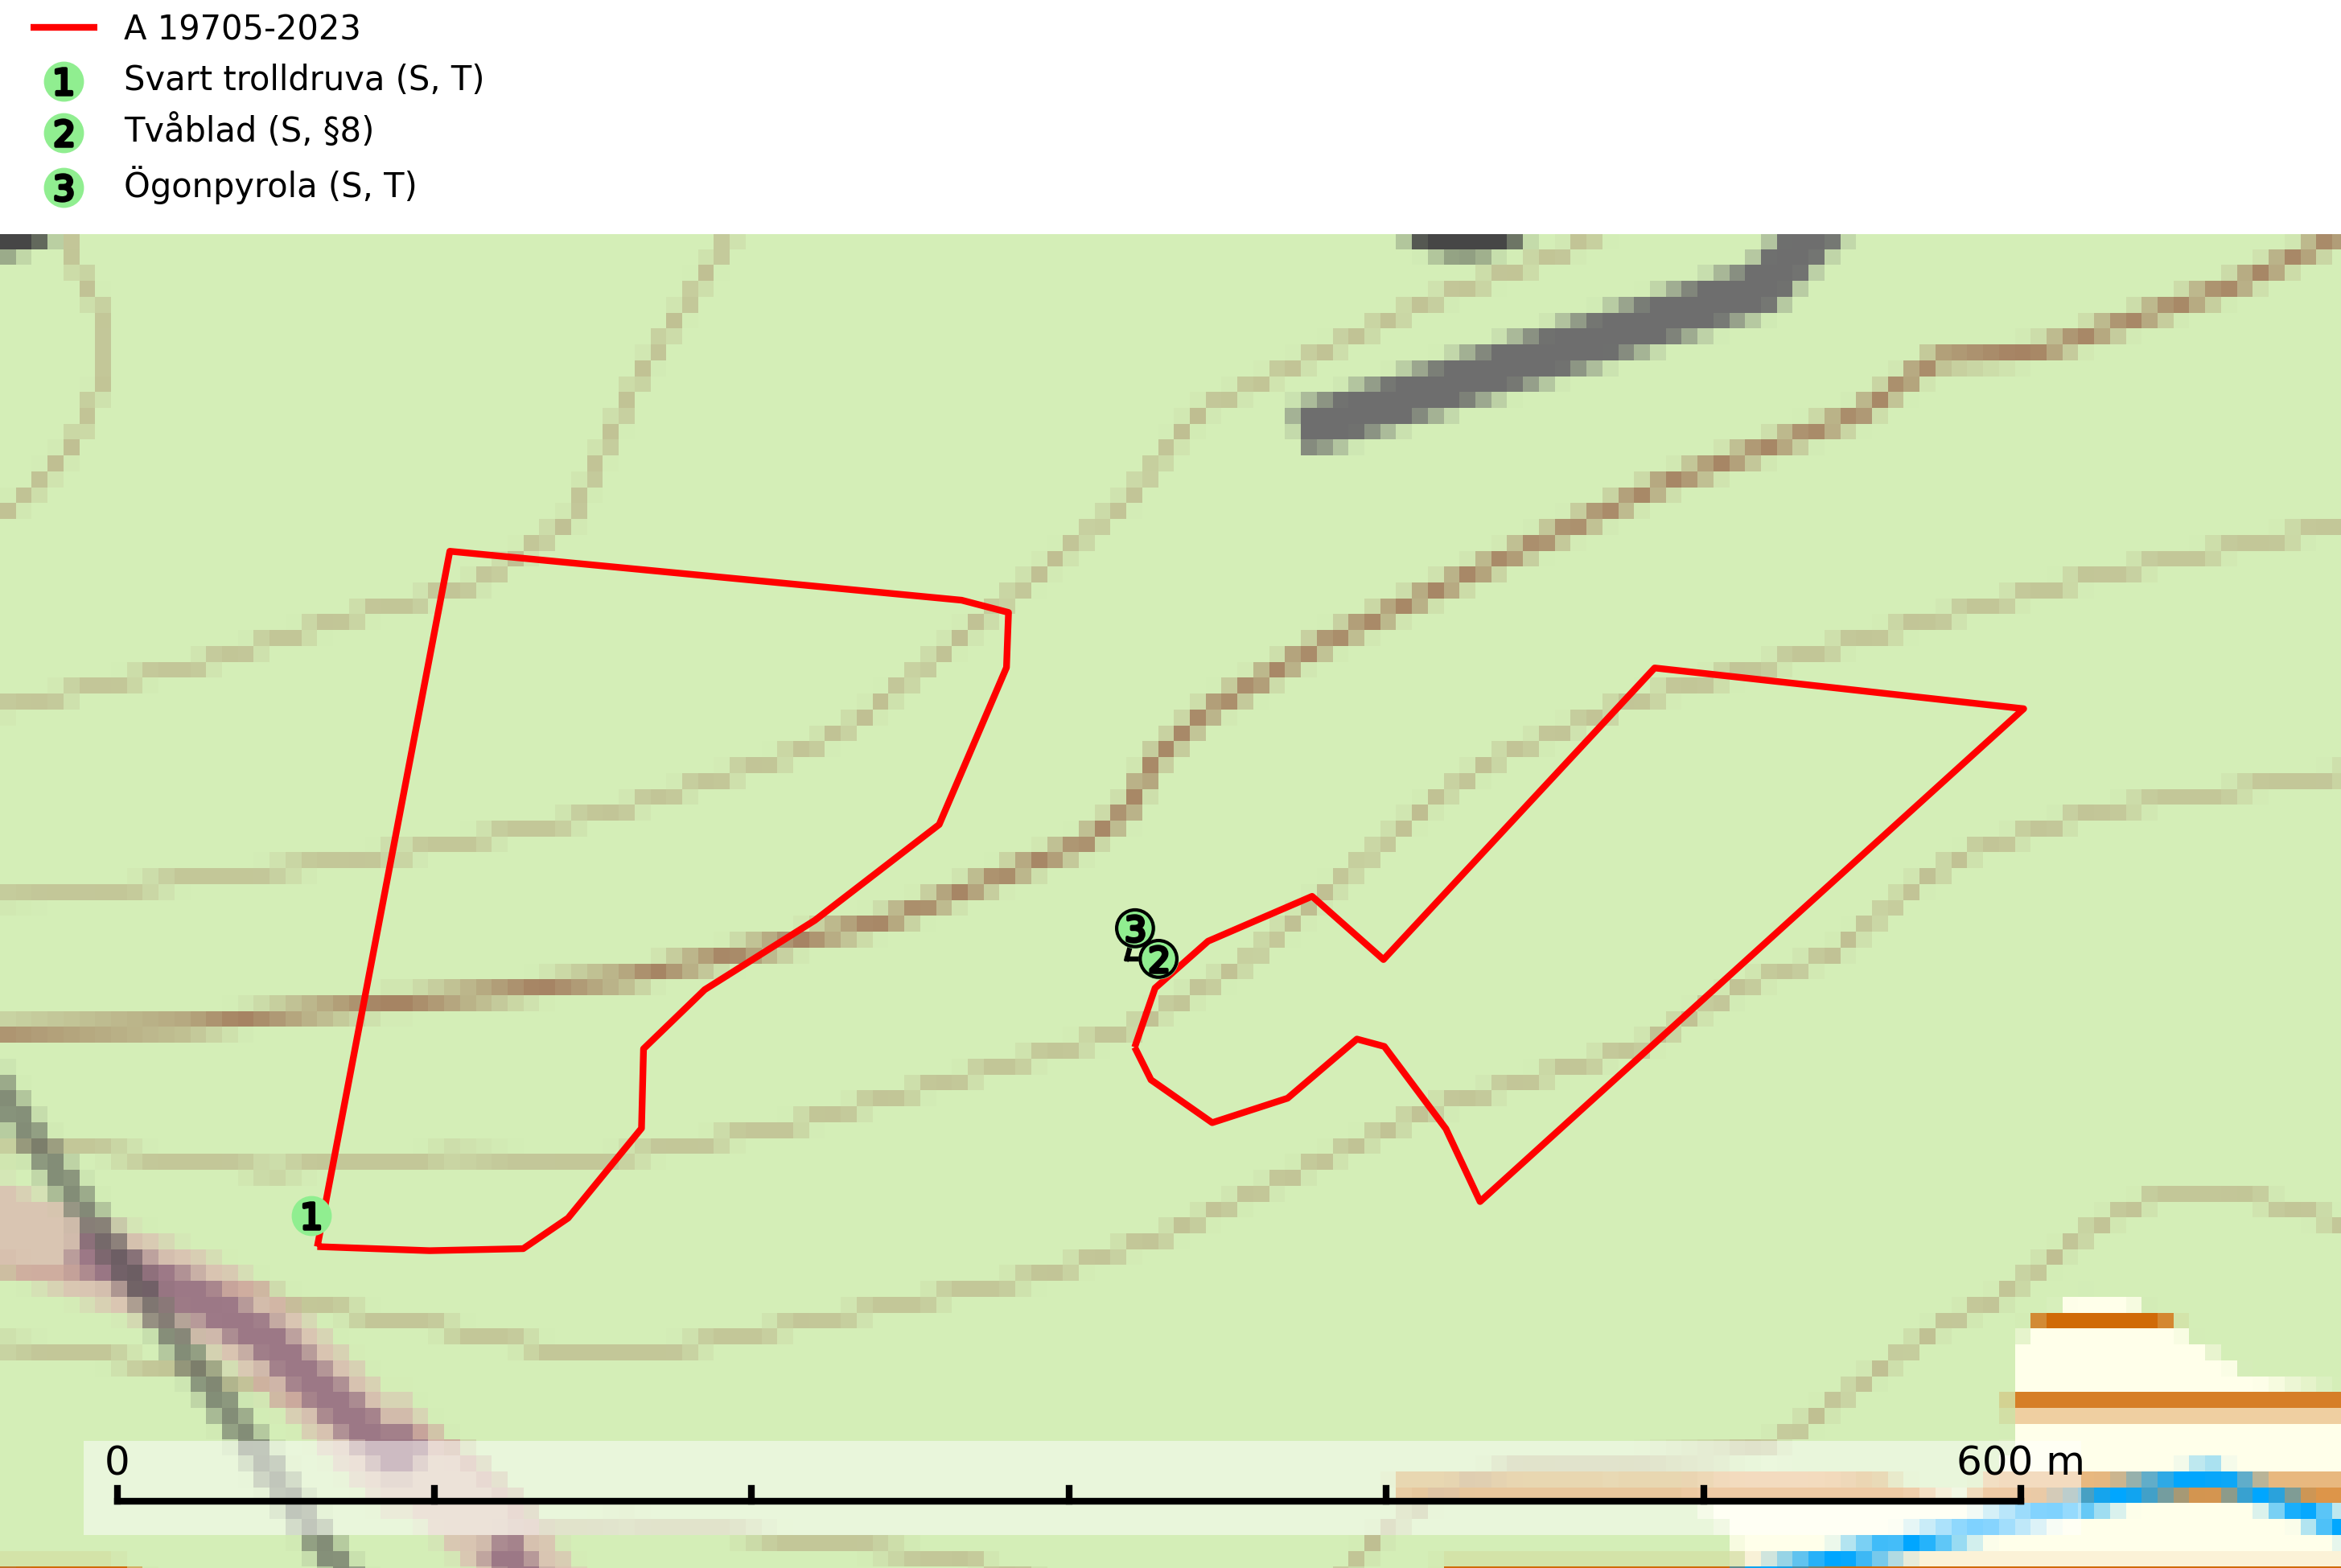 A 19705-2023
1 Svart trolldruva (S, T)
2 Tvåblad (S, §8)
3 Ögonpyrola (S, T)
3
2
1
0 600 m